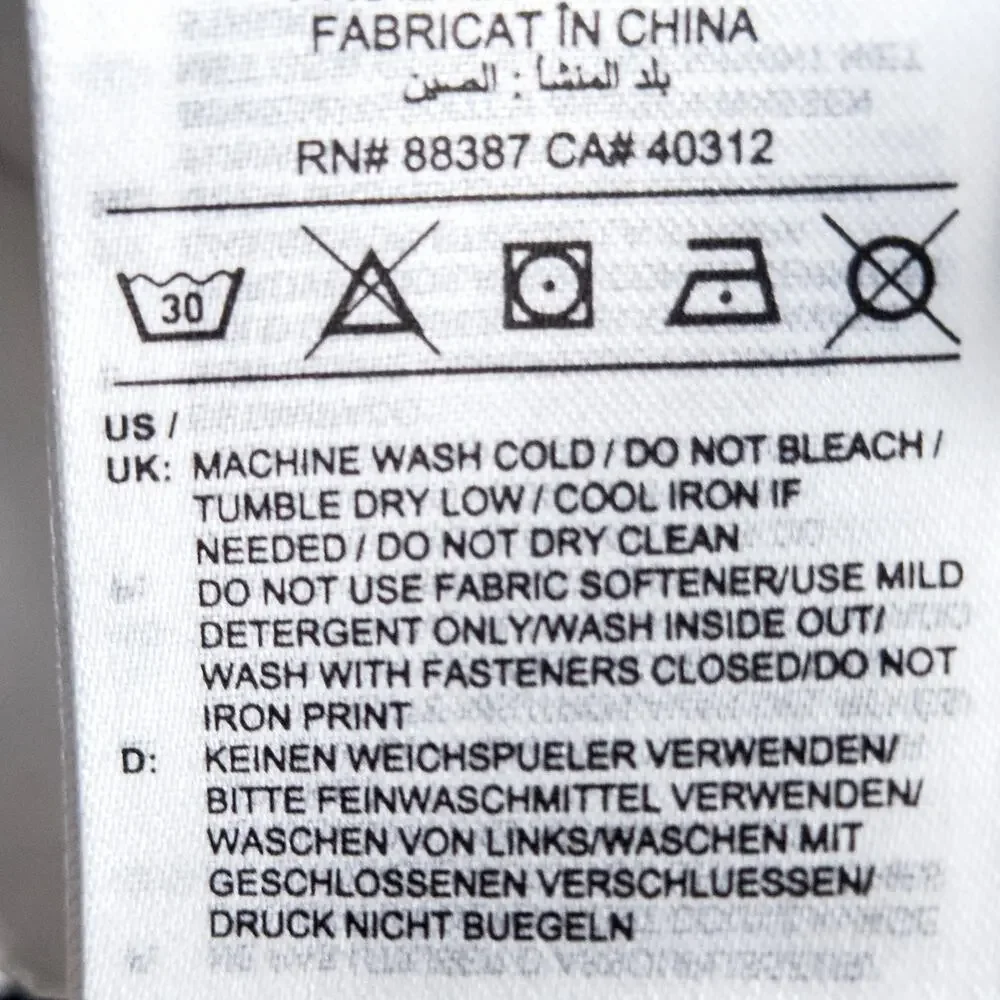 FABRICAT ÎN CHINA
بلد المنشأ : الصين
RN# 88387 CA# 40312
30
US /
UK: MACHINE WASH COLD / DO NOT BLEACH /
TUMBLE DRY LOW / COOL IRON IF
NEEDED / DO NOT DRY CLEAN
DO NOT USE FABRIC SOFTENER/USE MILD
DETERGENT ONLY/WASH INSIDE OUT/
WASH WITH FASTENERS CLOSED/DO NOT
IRON PRINT
D: KEINEN WEICHSPUELER VERWENDEN/
BITTE FEINWASCHMITTEL VERWENDEN/
WASCHEN VON LINKS/WASCHEN MIT
GESCHLOSSENEN VERSCHLUESSEN/
DRUCK NICHT BUEGELN